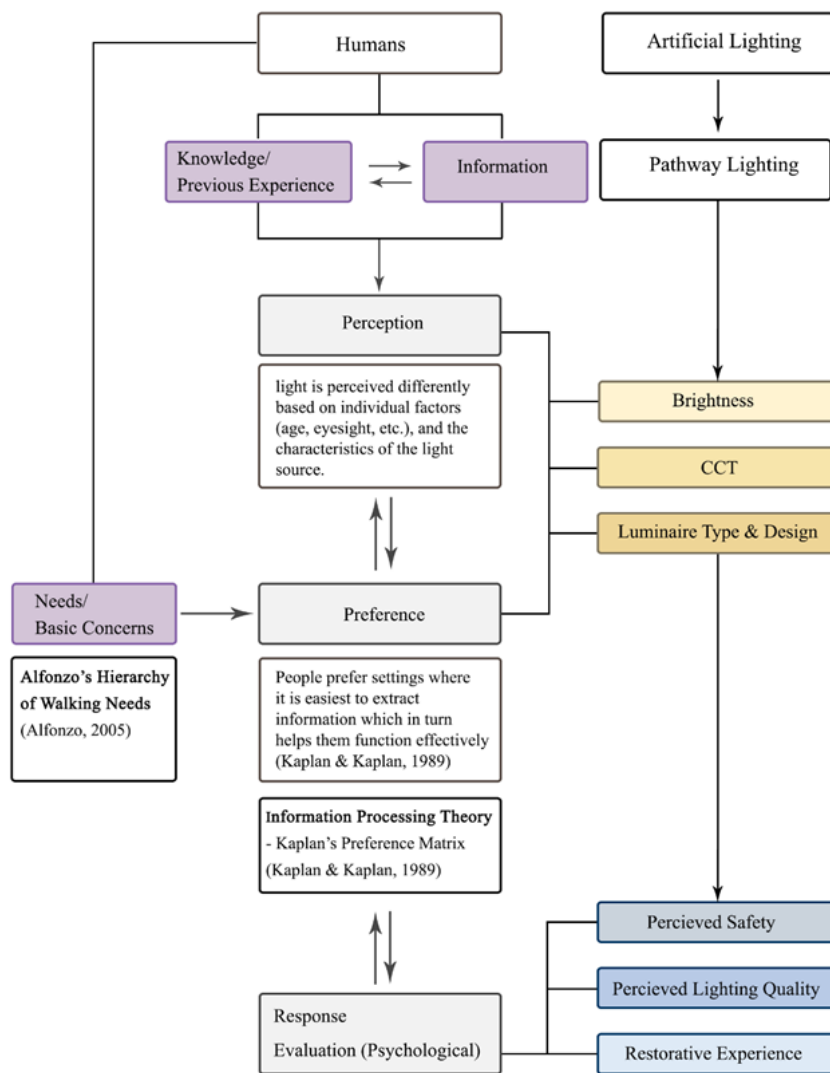 Humans
Artificial Lighting
Knowledge/
Previous Experience
Information
Pathway Lighting
Perception
light is perceived differently
based on individual factors
(age, eyesight, etc.), and the
characteristics of the light
source.
Brightness
CCT
Luminaire Type & Design
Needs/
Basic Concerns
Preference
Alfonzo's Hierarchy
of Walking Needs
(Alfonzo, 2005)
People prefer settings where
it is easiest to extract
information which in turn
helps them function effectively
(Kaplan & Kaplan, 1989)
Information Processing Theory
- Kaplan's Preference Matrix
(Kaplan & Kaplan, 1989)
Percieved Safety
Percieved Lighting Quality
Restorative Experience
Response
Evaluation (Psychological)